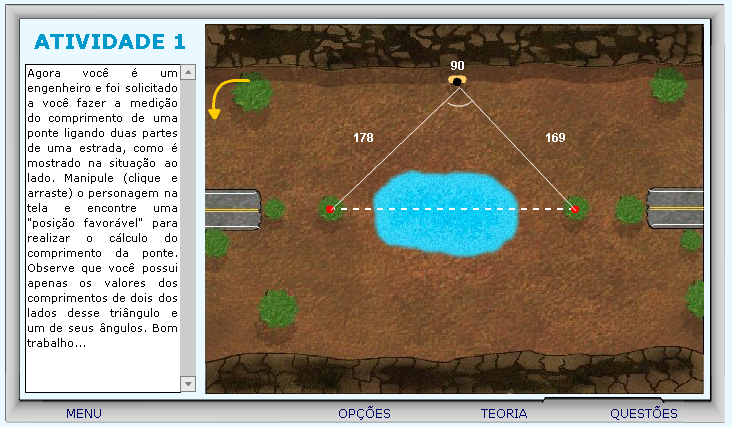 ATIVIDADE 1
Agora você é um
engenheiro e foi solicitado
a você fazer a medição
do comprimento de uma
ponte ligando duas partes
de uma estrada, como é
mostrado na situação ao
lado. Manipule (clique e
arraste) o personagem na
tela e encontre uma
"posição favorável" para
realizar o cálculo do
comprimento da ponte.
Observe que você possui
apenas os valores dos
comprimentos de dois dos
lados desse triângulo e
um de seus ângulos. Bom
trabalho...
90
178
169
MENU
OPÇÕES
TEORIA
QUESTÕES